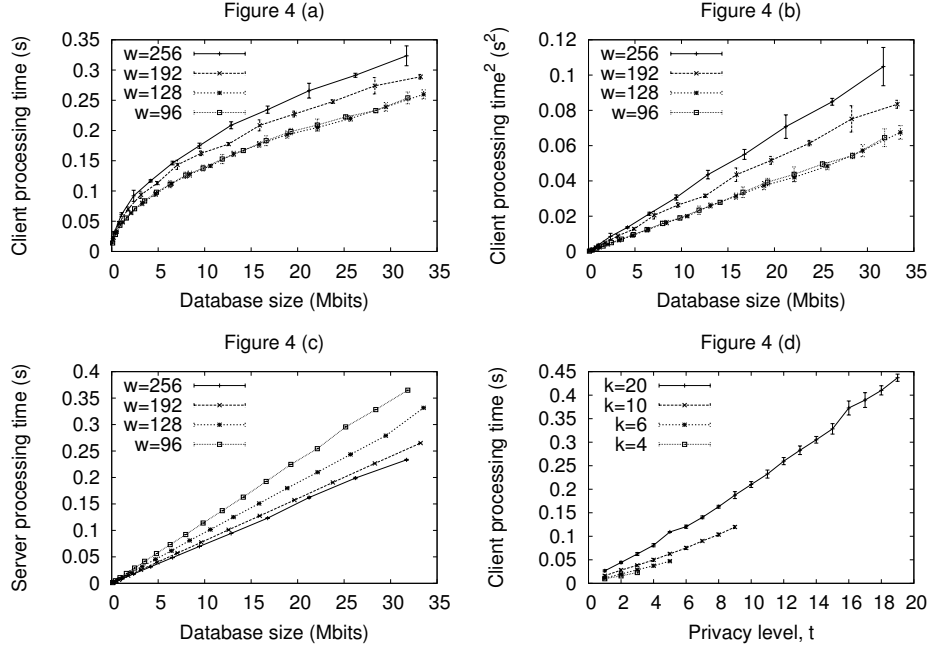 Figure 4 (a)
Client processing time (s)
0.35
0.3
0.25
0.2
0.15
0.1
0.05
0
w=256
w=192
w=128
w=96
0 5 10 15 20 25 30 35
Database size (Mbits)
Figure 4 (b)
Client processing time² (s²)
0.12
0.1
0.08
0.06
0.04
0.02
0
w=256
w=192
w=128
w=96
0 5 10 15 20 25 30 35
Database size (Mbits)
Figure 4 (c)
Server processing time (s)
0.4
0.35
0.3
0.25
0.2
0.15
0.1
0.05
0
w=256
w=192
w=128
w=96
0 5 10 15 20 25 30 35
Database size (Mbits)
Figure 4 (d)
Client processing time (s)
0.45
0.4
0.35
0.3
0.25
0.2
0.15
0.1
0.05
0
k=20
k=10
k=6
k=4
0 2 4 6 8 10 12 14 16 18 20
Privacy level, t